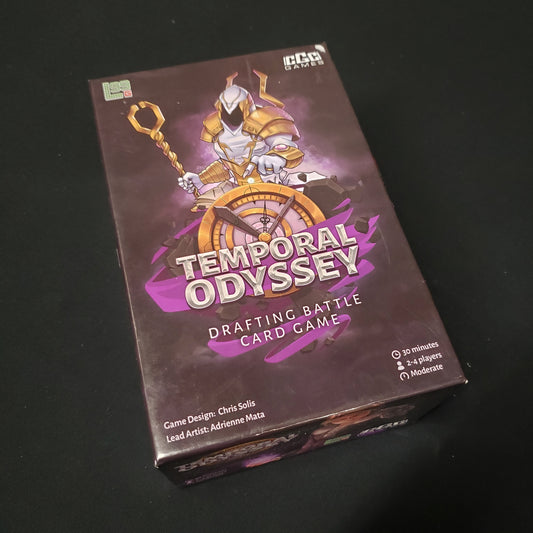 CGC
GAMES
TEMPORAL
ODYSSEY
DRAFTING BATTLE
CARD GAME
30 minutes
2-4 players
Moderate
Game Design: Chris Solis
Lead Artist: Adrienne Mata